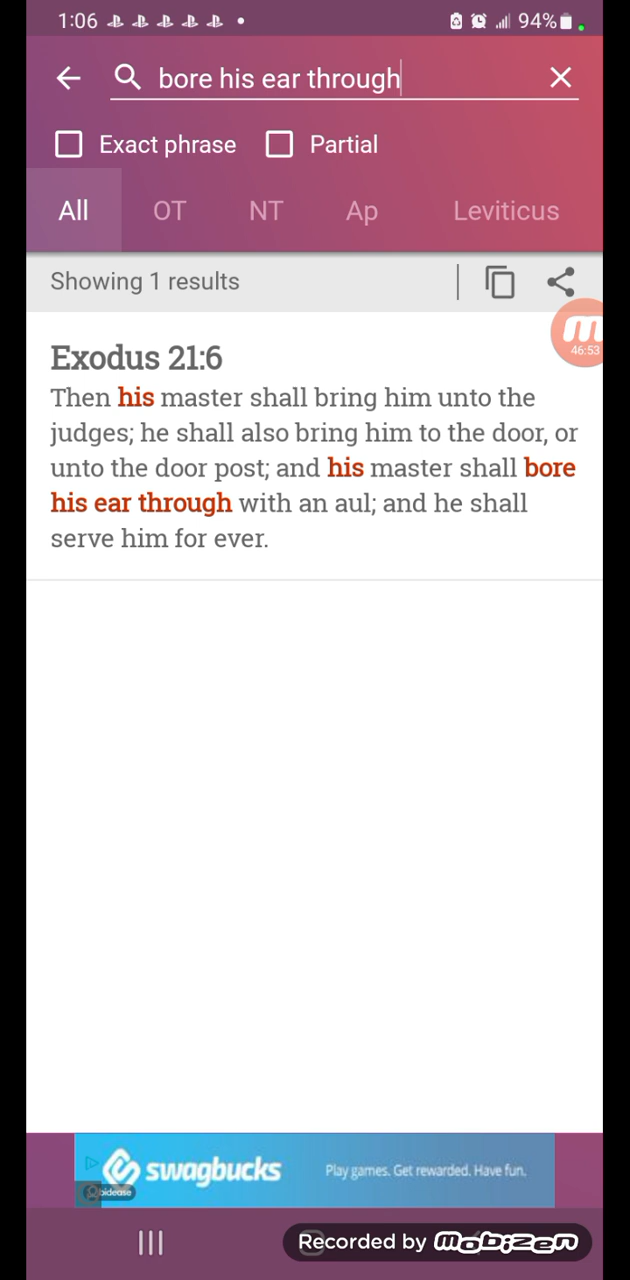 1:06 94%
bore his ear through
Exact phrase Partial
All OT NT Ap Leviticus
Showing 1 results
46:53
Exodus 21:6
Then his master shall bring him unto the
judges; he shall also bring him to the door, or
unto the door post; and his master shall bore
his ear through with an aul; and he shall
serve him for ever.
swagbucks Play games. Get rewarded. Have fun.
bidease
Recorded by mobizen